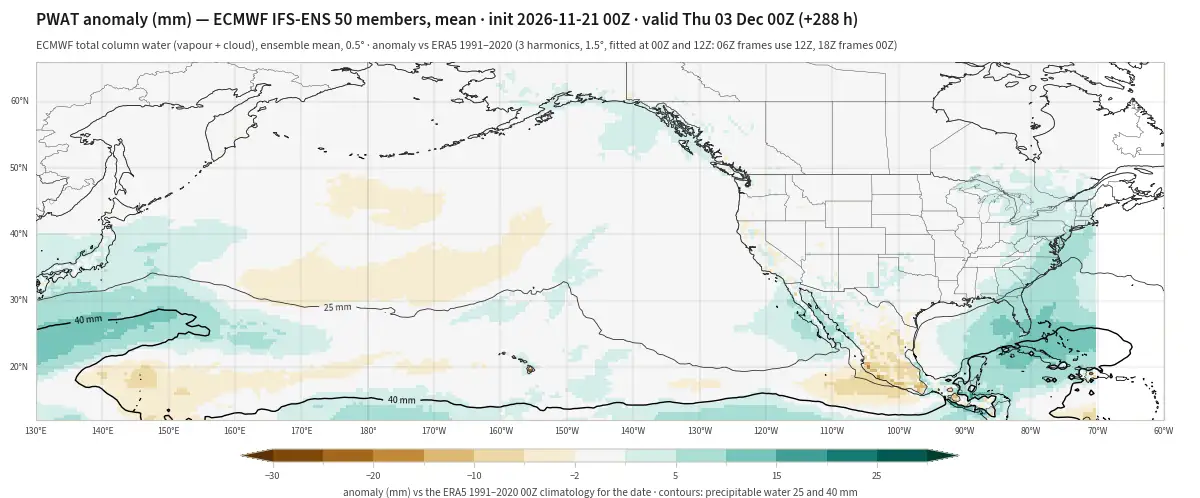 PWAT anomaly (mm) — ECMWF IFS-ENS 50 members, mean · init 2026-11-21 00Z · valid Thu 03 Dec 00Z (+288 h)
ECMWF total column water (vapour + cloud), ensemble mean, 0.5° · anomaly vs ERA5 1991–2020 (3 harmonics, 1.5°, fitted at 00Z and 12Z: 06Z frames use 12Z, 18Z frames 00Z)
60°N
50°N
40°N
30°N
20°N
25 mm
40 mm
40 mm
130°E 140°E 150°E 160°E 170°E 180° 170°W 160°W 150°W 140°W 130°W 120°W 110°W 100°W 90°W 80°W 70°W 60°W
−30 −20 −10 −2 5 15 25
anomaly (mm) vs the ERA5 1991–2020 00Z climatology for the date · contours: precipitable water 25 and 40 mm